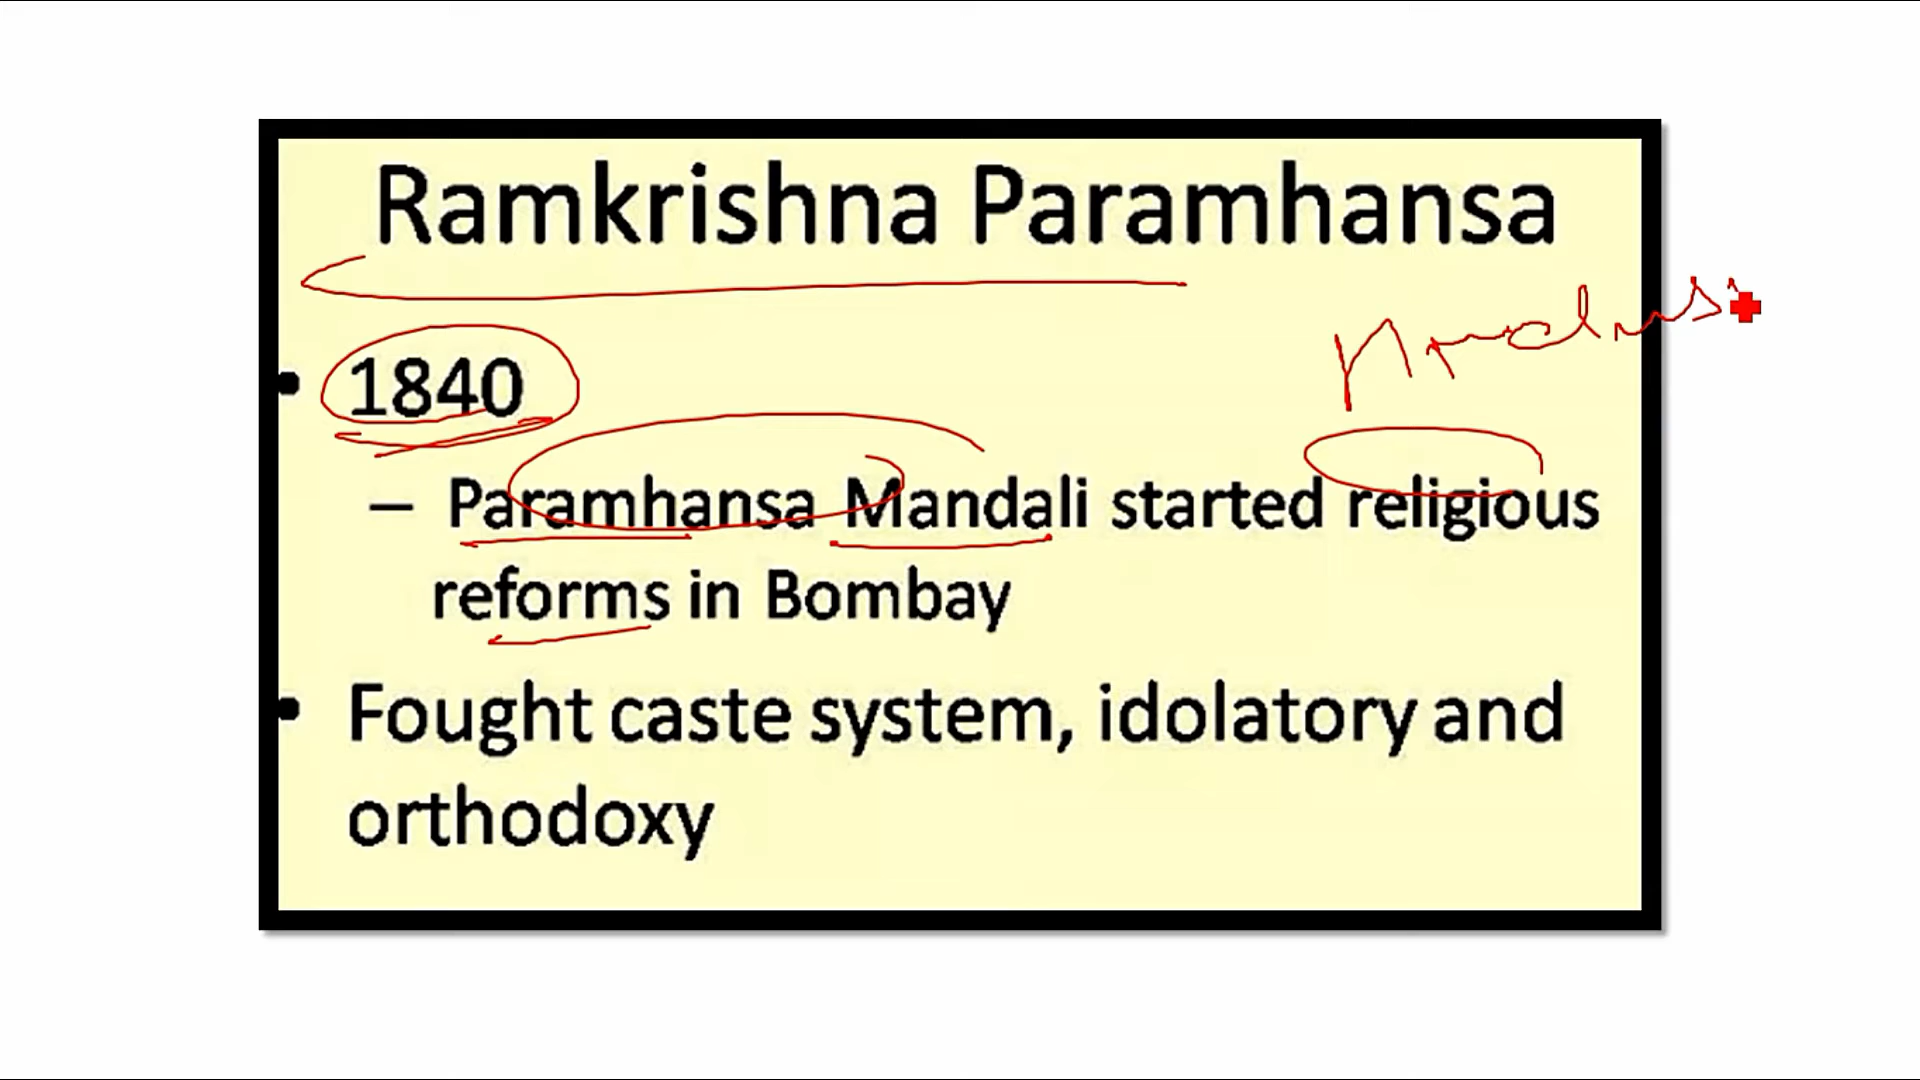 Ramkrishna Paramhansa
• 1840
– Paramhansa Mandali started religious
reforms in Bombay
• Fought caste system, idolatory and
orthodoxy